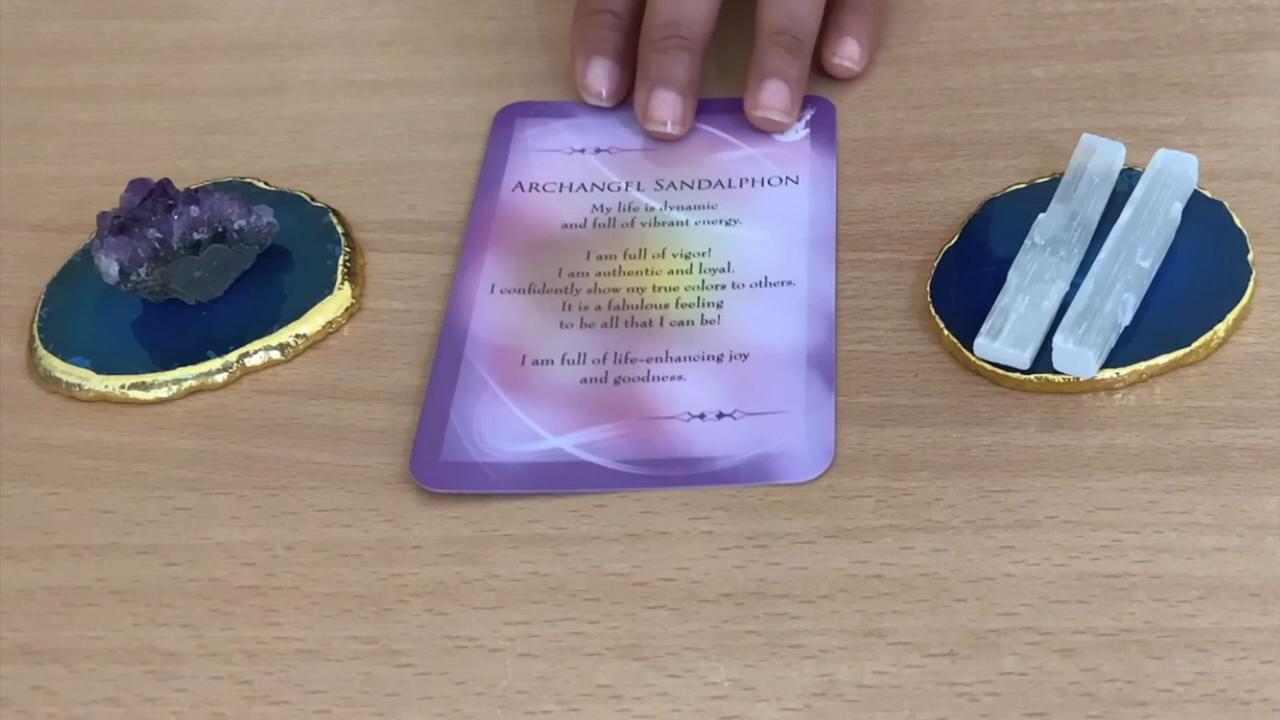 ARCHANGEL SANDALPHON
My life is dynamic
and full of vibrant energy.
I am full of vigor!
I am authentic and loyal.
I confidently show my true colors to others.
It is a fabulous feeling
to be all that I can be!
I am full of life-enhancing joy
and goodness.